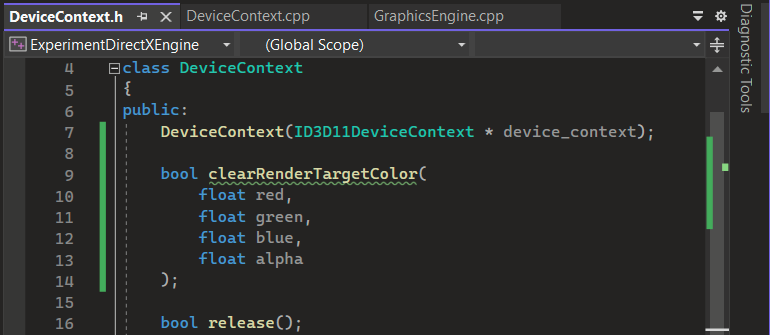 DeviceContext.h DeviceContext.cpp GraphicsEngine.cpp
ExperimentDirectXEngine (Global Scope)
4 class DeviceContext
5 {
6 public:
7 DeviceContext(ID3D11DeviceContext * device_context);
8
9 bool clearRenderTargetColor(
10 float red,
11 float green,
12 float blue,
13 float alpha
14 );
15
16 bool release();
Diagnostic Tools